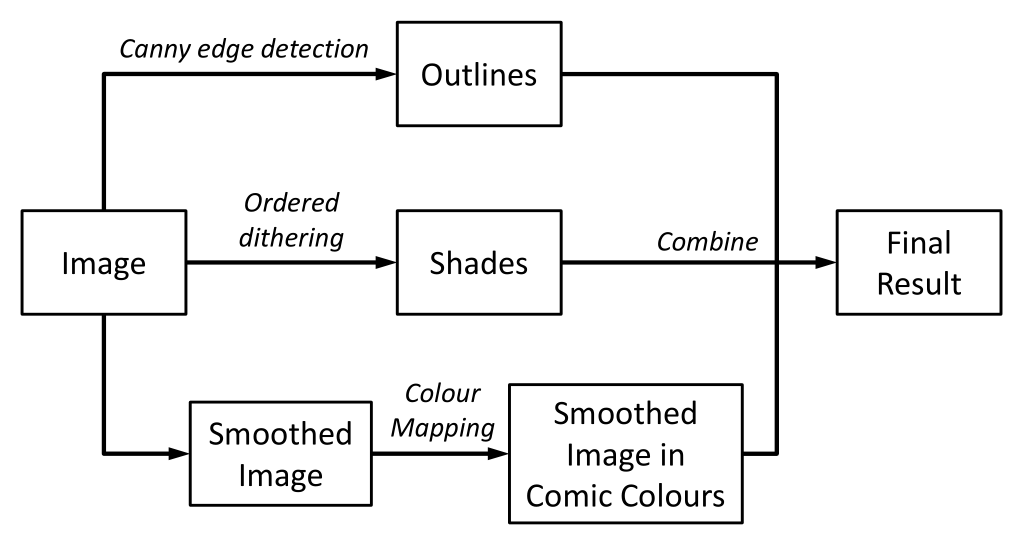 Canny edge detection
Outlines
Ordered
dithering
Image
Shades
Combine
Final
Result
Colour
Mapping
Smoothed
Image
Smoothed
Image in
Comic Colours